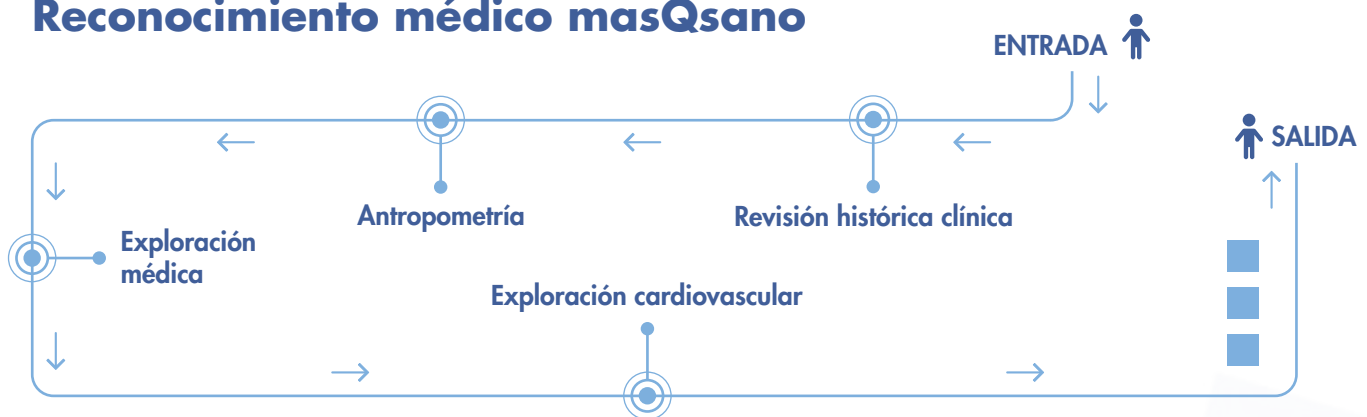 Reconocimiento médico masQsano
ENTRADA
SALIDA
Antropometría
Revisión histórica clínica
Exploración
médica
Exploración cardiovascular